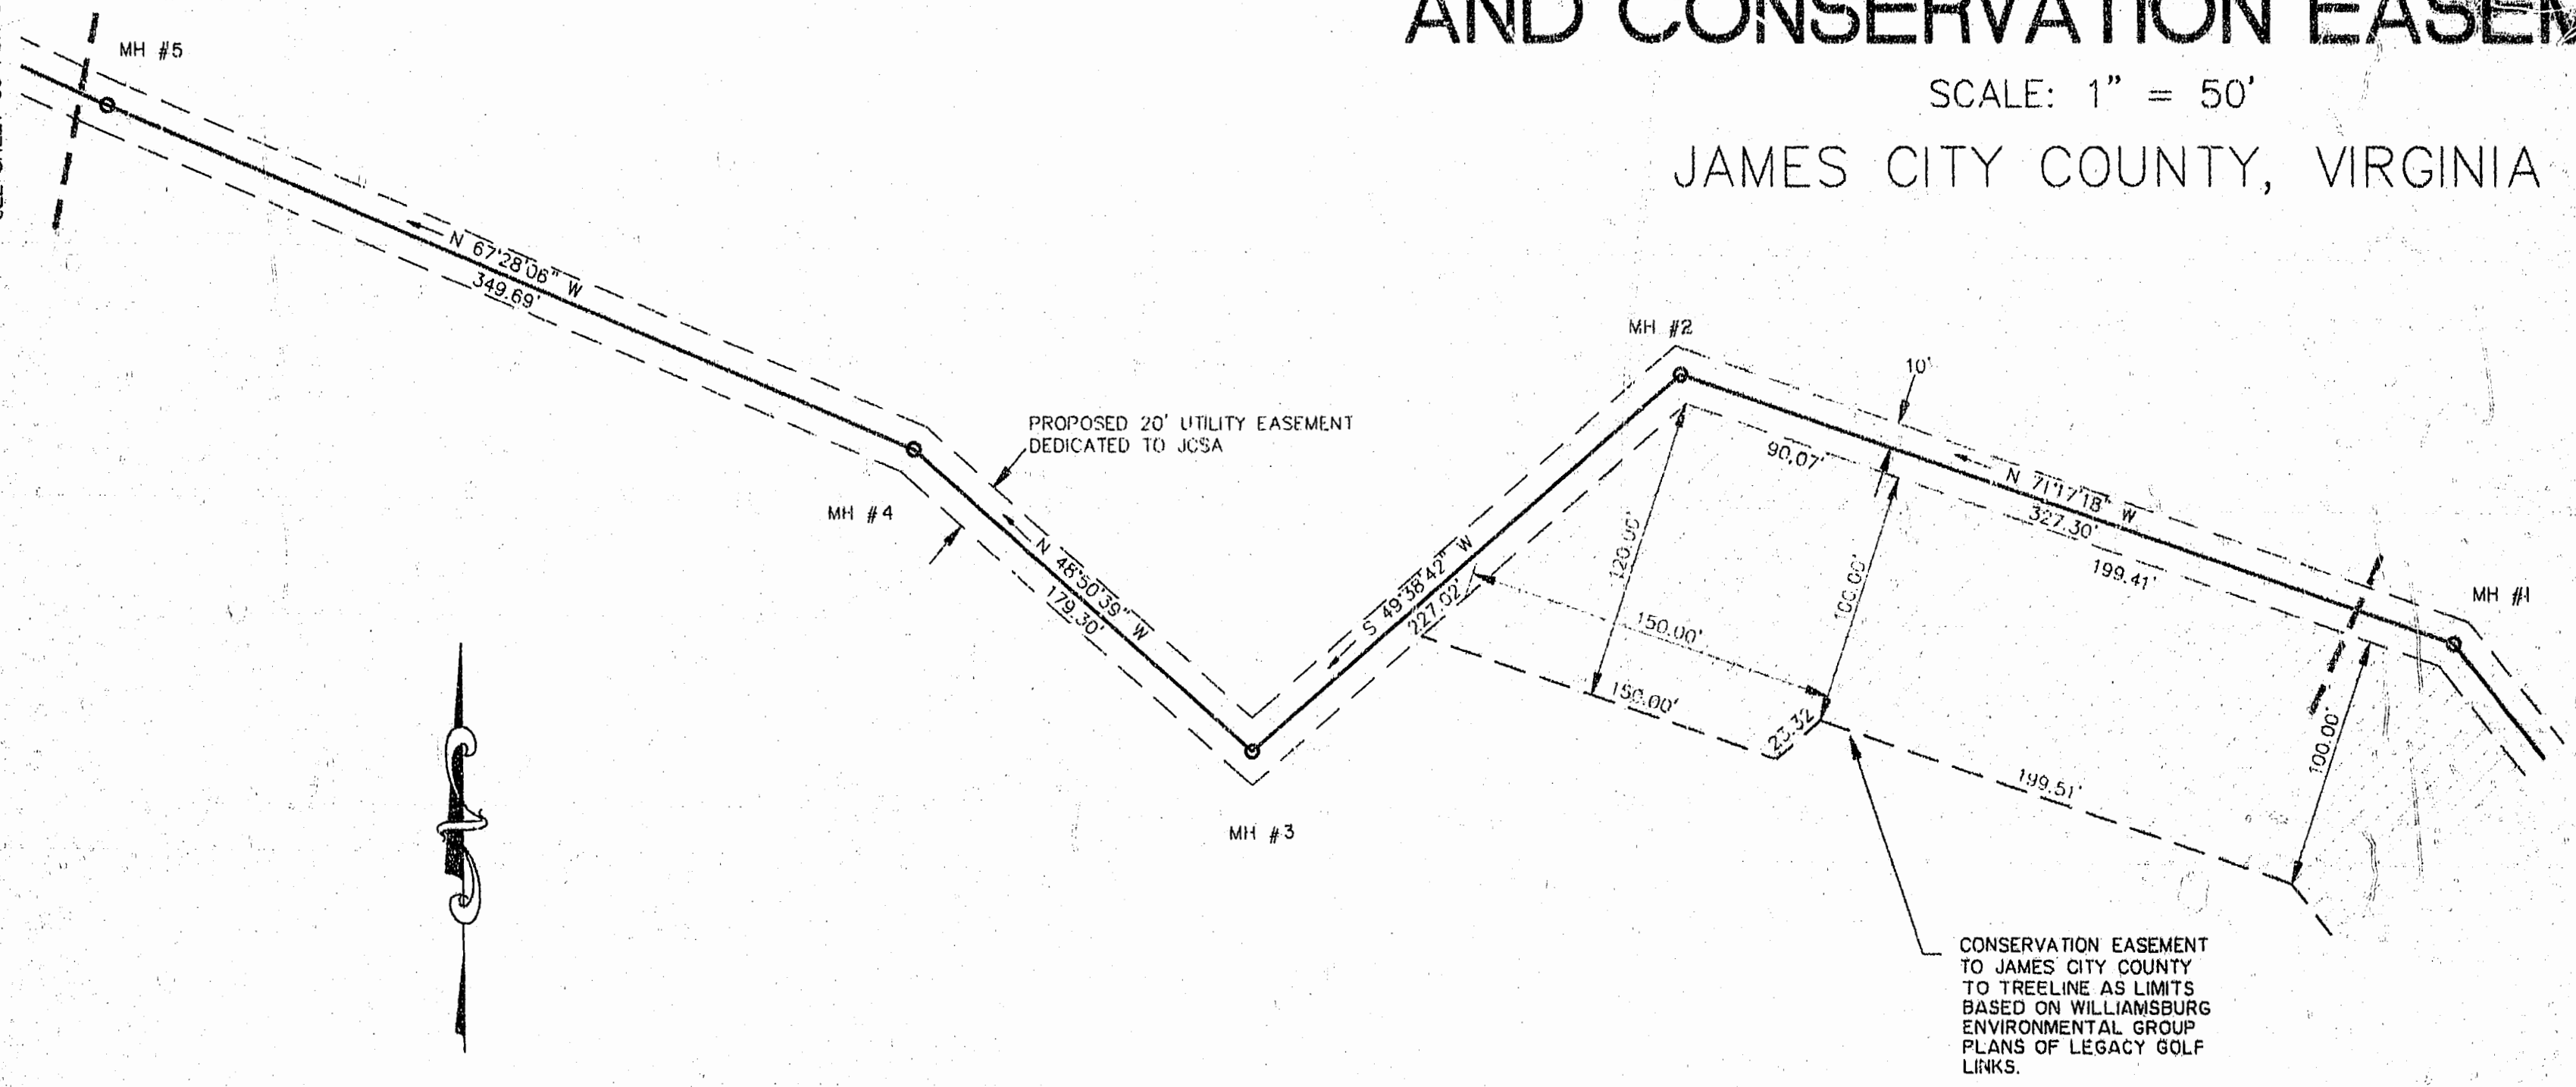 AND CONSERVATION
SCALE: 1" = 50'
JAMES CITY COUNTY, VIRGINIA
MH #5
N 67°28'06" W
349.69'
MH #4
PROPOSED 20' UTILITY EASEMENT
DEDICATED TO JCSA
N 48°50'39" W
179.30'
MH #3
S 49°38'42" W
227.02'
MH #2
10'
90.07'
N 71°17'18" W
327.30'
199.41'
MH #1
120.00'
100.00'
150.00'
150.00'
23.32
199.51'
100.00'
CONSERVATION EASEMENT
TO JAMES CITY COUNTY
TO TREELINE AS LIMITS
BASED ON WILLIAMSBURG
ENVIRONMENTAL GROUP
PLANS OF LEGACY GOLF
LINKS.